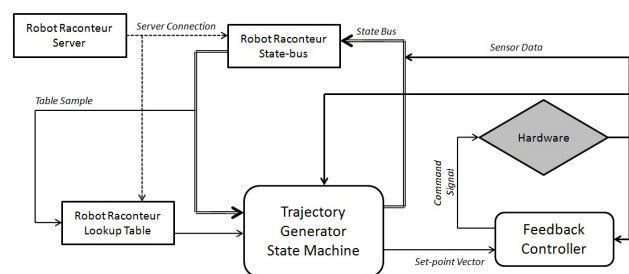 Robot Raconteur
Server
Server Connection
Robot Raconteur
State-bus
State Bus
Sensor Data
Table Sample
Hardware
Command
Signal
Robot Raconteur
Lookup Table
Trajectory
Generator
State Machine
Feedback
Controller
Set-point Vector